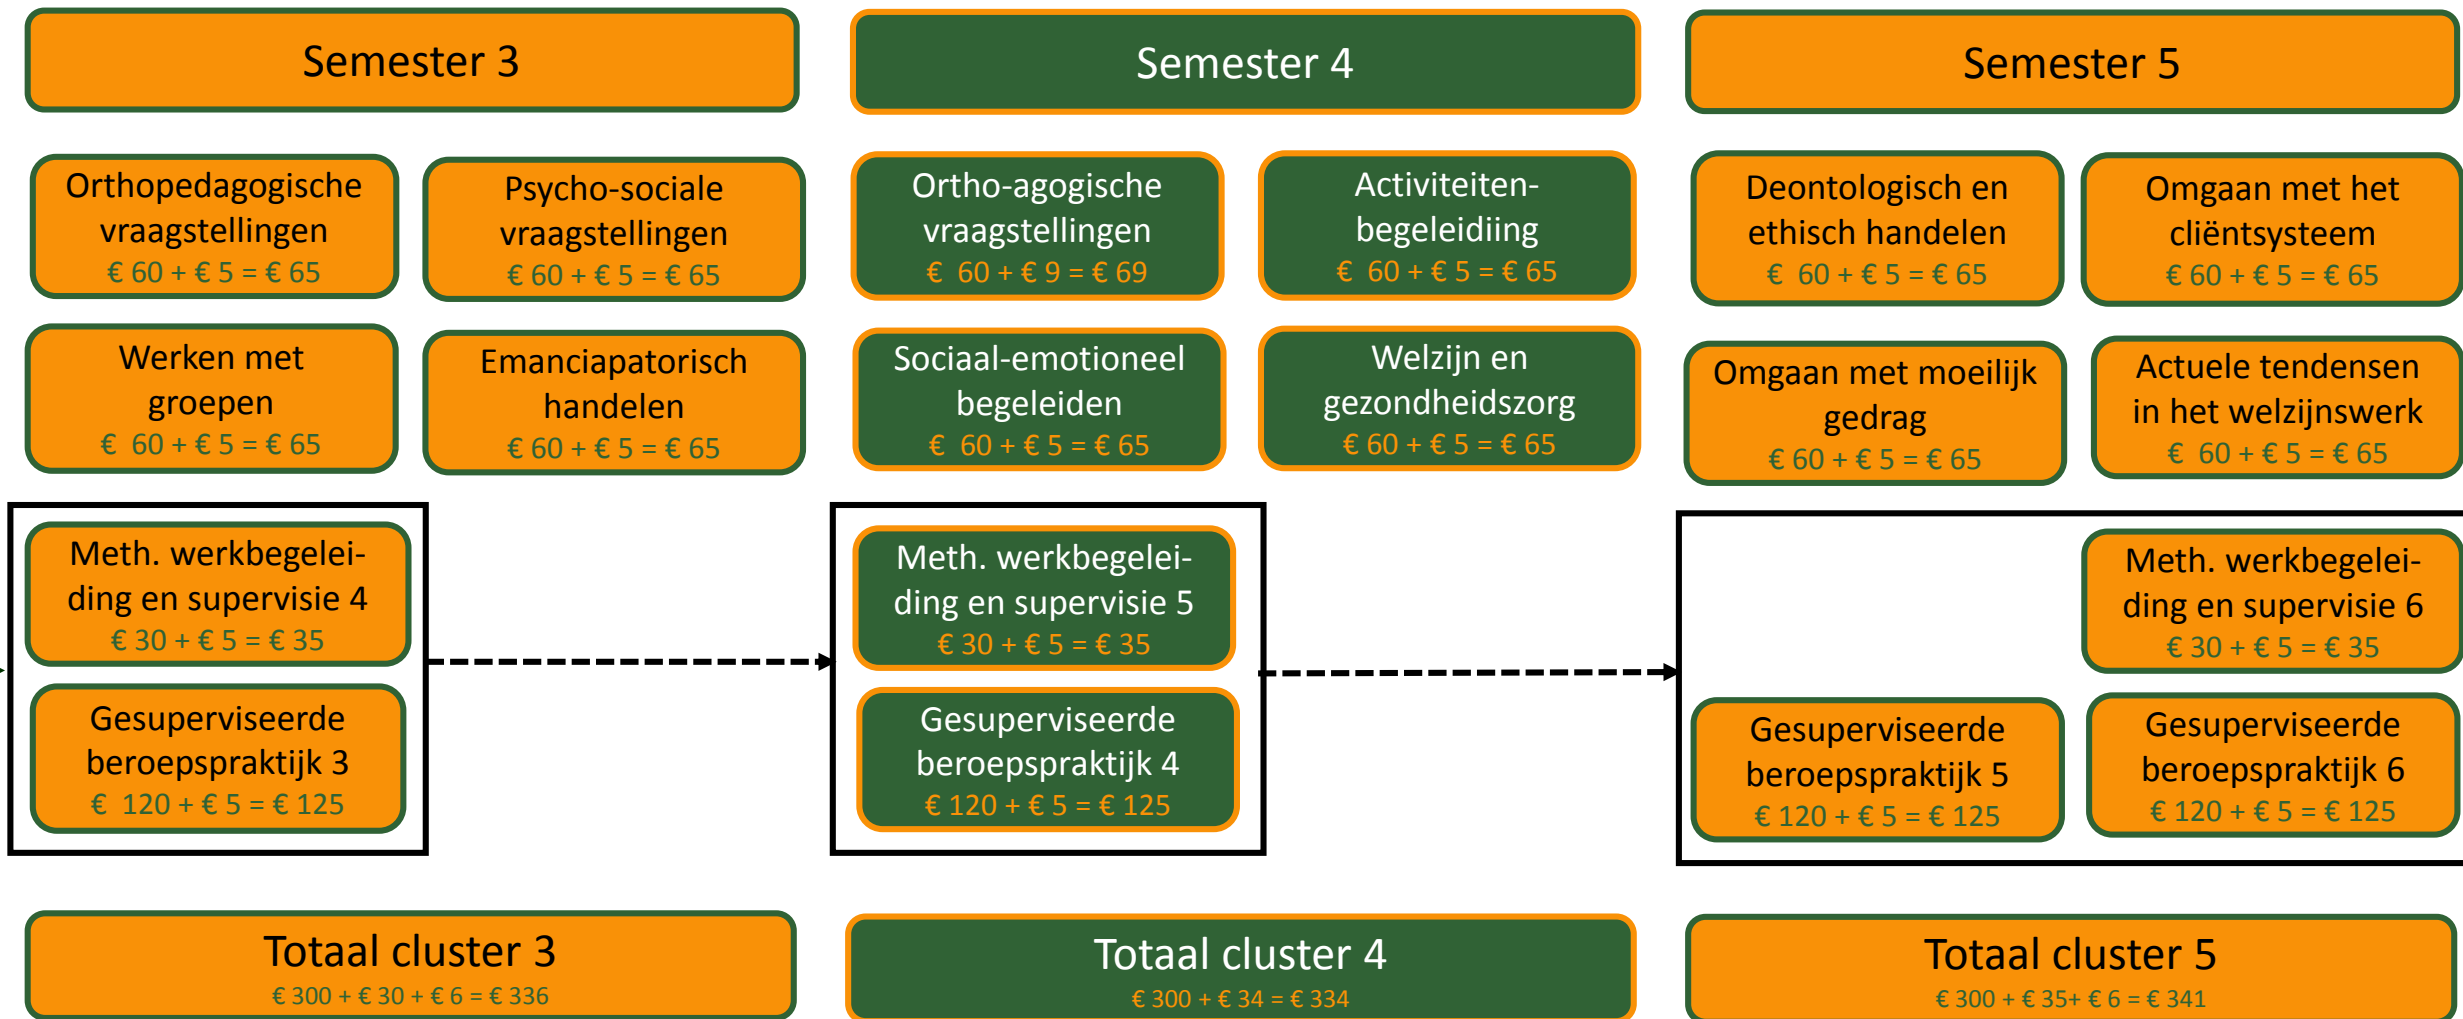 Semester 3
Orthopedagogische
vraagstellingen
€ 60 + € 5 = € 65
Psycho-sociale
vraagstellingen
€ 60 + € 5 = € 65
Werken met
groepen
€ 60 + € 5 = € 65
Emanciapatorisch
handelen
€ 60 + € 5 = € 65
Meth. werkbegelei-
ding en supervisie 4
€ 30 + € 5 = € 35
Gesuperviseerde
beroepspraktijk 3
€ 120 + € 5 = € 125
Totaal cluster 3
€ 300 + € 30 + € 6 = € 336
Semester 4
Ortho-agogische
vraagstellingen
€ 60 + € 9 = € 69
Activiteiten-
begeleidiing
€ 60 + € 5 = € 65
Sociaal-emotioneel
begeleiden
€ 60 + € 5 = € 65
Welzijn en
gezondheidszorg
€ 60 + € 5 = € 65
Meth. werkbegelei-
ding en supervisie 5
€ 30 + € 5 = € 35
Gesuperviseerde
beroepspraktijk 4
€ 120 + € 5 = € 125
Totaal cluster 4
€ 300 + € 34 = € 334
Semester 5
Deontologisch en
ethisch handelen
€ 60 + € 5 = € 65
Omgaan met het
cliëntsysteem
€ 60 + € 5 = € 65
Omgaan met moeilijk
gedrag
€ 60 + € 5 = € 65
Actuele tendensen
in het welzijnswerk
€ 60 + € 5 = € 65
Meth. werkbegelei-
ding en supervisie 6
€ 30 + € 5 = € 35
Gesuperviseerde
beroepspraktijk 5
€ 120 + € 5 = € 125
Gesuperviseerde
beroepspraktijk 6
€ 120 + € 5 = € 125
Totaal cluster 5
€ 300 + € 35+ € 6 = € 341